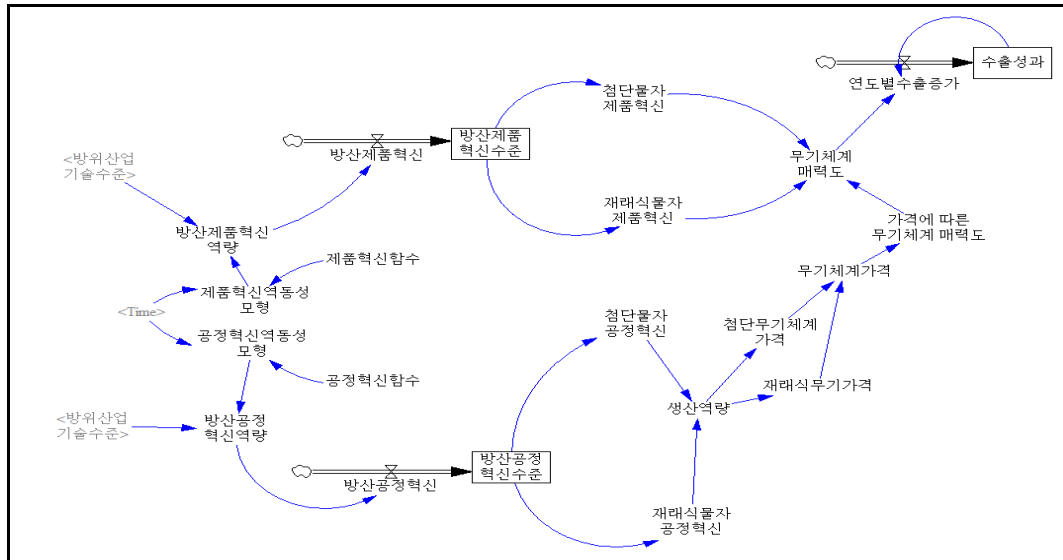 수출성과
연도별수출증가
첨단물자
제품혁신
방산제품
혁신수준
방산제품혁신
<방위산업
기술수준>
무기체계
매력도
재래식물자
제품혁신
가격에 따른
무기체계 매력도
방산제품혁신
역량
제품혁신함수
무기체계가격
제품혁신역동성
모형
<Time>
첨단물자
공정혁신
첨단무기체계
가격
공정혁신역동성
모형
공정혁신함수
재래식무기가격
생산역량
<방위산업
기술수준>
방산공정
혁신역량
방산공정
혁신수준
방산공정혁신
재래식물자
공정혁신